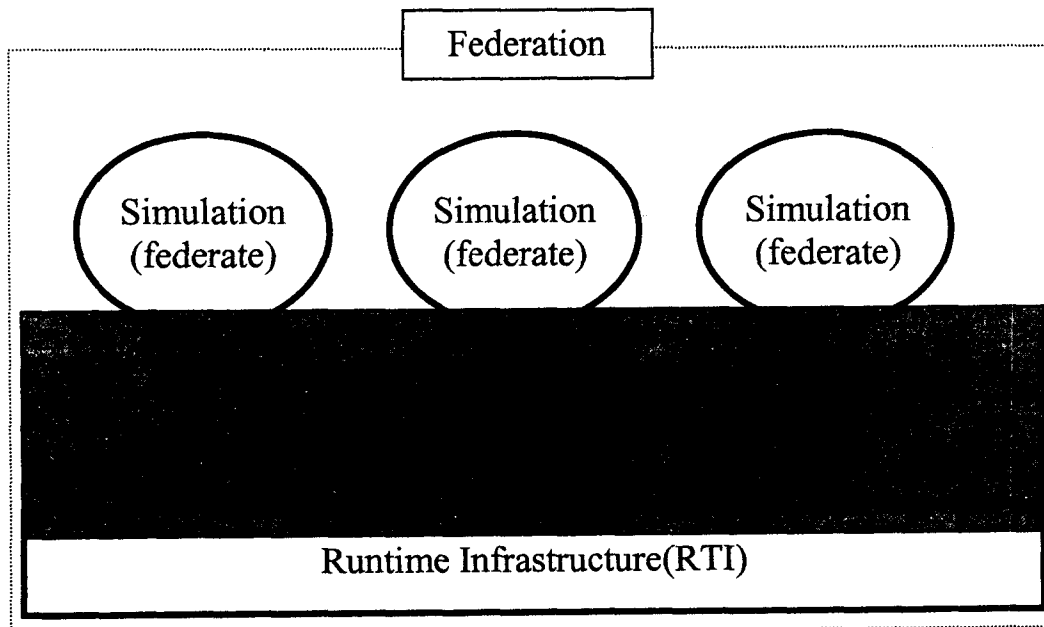 Federation
Simulation
(federate)
Simulation
(federate)
Simulation
(federate)
Runtime Infrastructure(RTI)